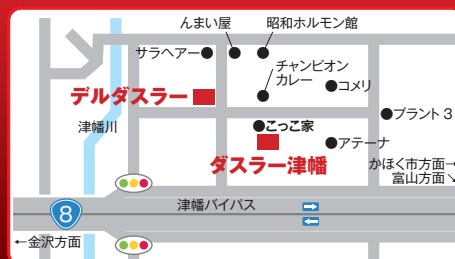 んまい屋
昭和ホルモン館
サラヘアー
チャンピオン
カレー
コメリ
デルダスラー
プラント3
津幡川
こっこ家
アテーナ
ダスラー津幡
かほく市方面→
富山方面↘
津幡バイパス
8
←金沢方面